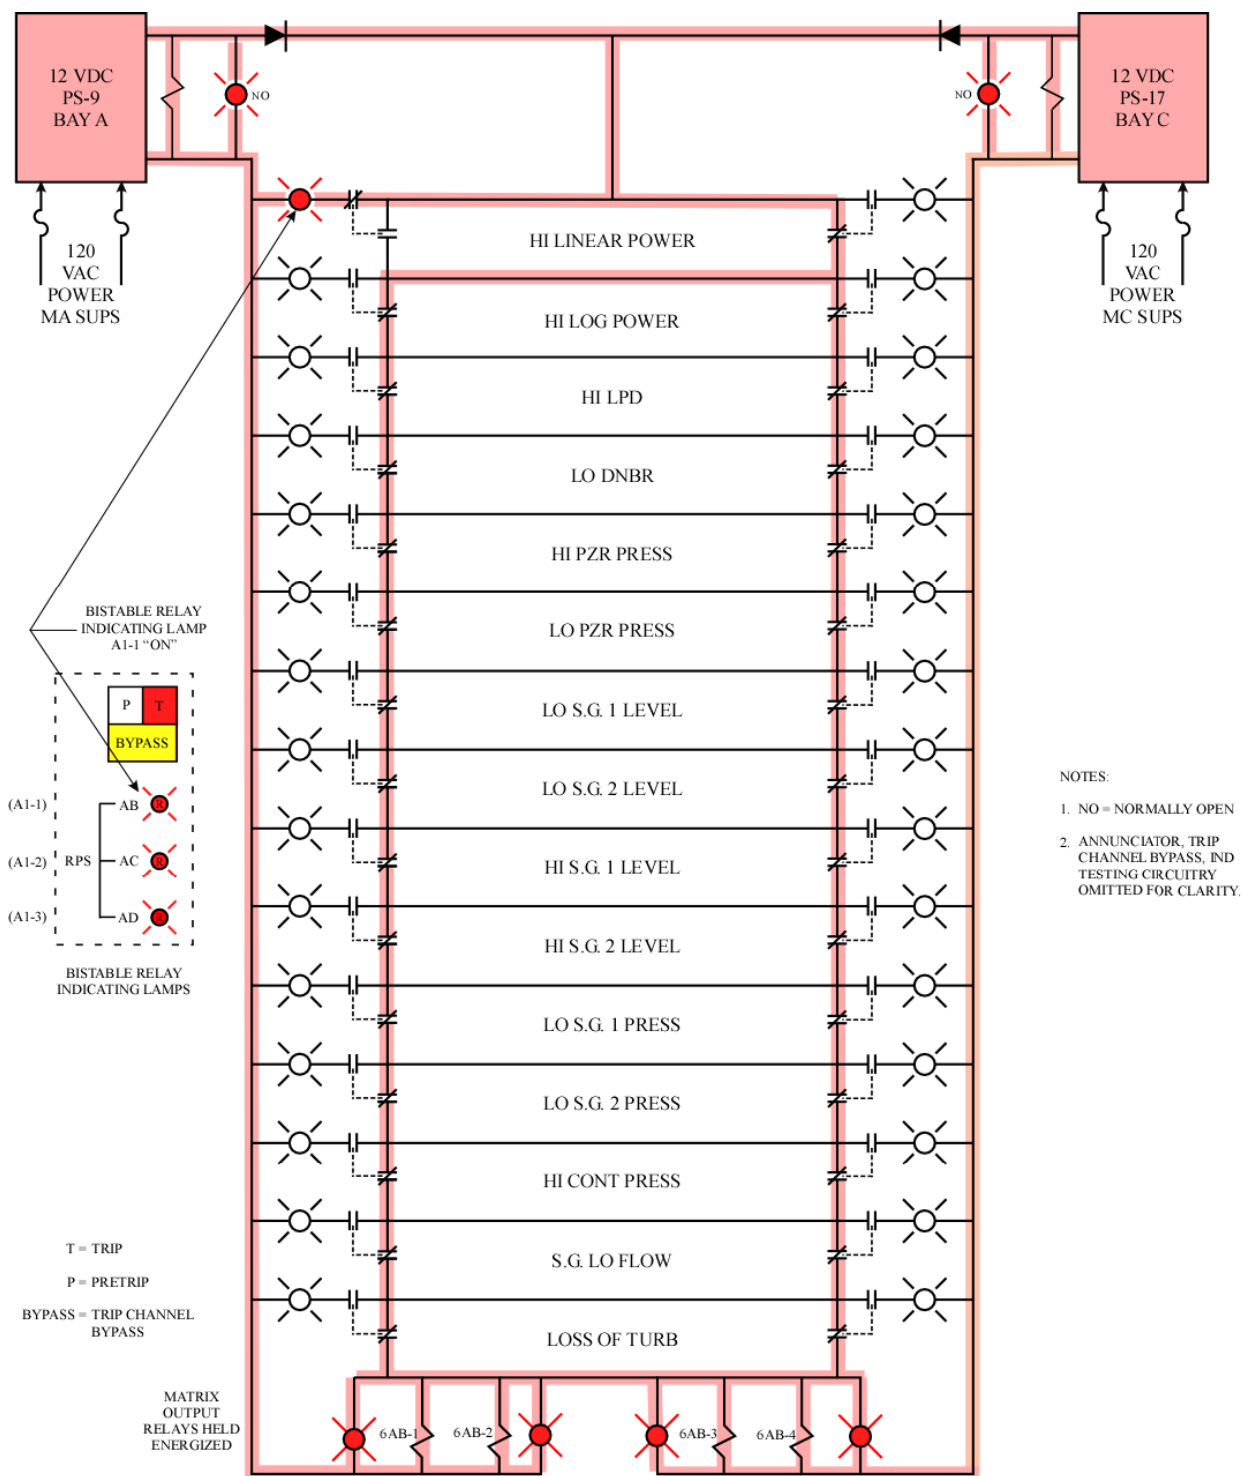 12 VDC
PS-9
BAY A
NO
NO
12 VDC
PS-17
BAY C
120
VAC
POWER
MA SUPS
120
VAC
POWER
MC SUPS
HI LINEAR POWER
HI LOG POWER
HI LPD
LO DNBR
HI PZR PRESS
LO PZR PRESS
LO S.G. 1 LEVEL
LO S.G. 2 LEVEL
HI S.G. 1 LEVEL
HI S.G. 2 LEVEL
LO S.G. 1 PRESS
LO S.G. 2 PRESS
HI CONT PRESS
S.G. LO FLOW
LOSS OF TURB
BISTABLE RELAY
INDICATING LAMP
A1-1 “ON”
P T
BYPASS
(A1-1) AB R
(A1-2) RPS AC R
(A1-3) AD R
BISTABLE RELAY
INDICATING LAMPS
NOTES:
1. NO = NORMALLY OPEN
2. ANNUNCIATOR, TRIP
CHANNEL BYPASS, IND
TESTING CIRCUITRY
OMITTED FOR CLARITY.
T = TRIP
P = PRETRIP
BYPASS = TRIP CHANNEL
BYPASS
MATRIX
OUTPUT
RELAYS HELD
ENERGIZED
6AB-1
6AB-2
6AB-3
6AB-4